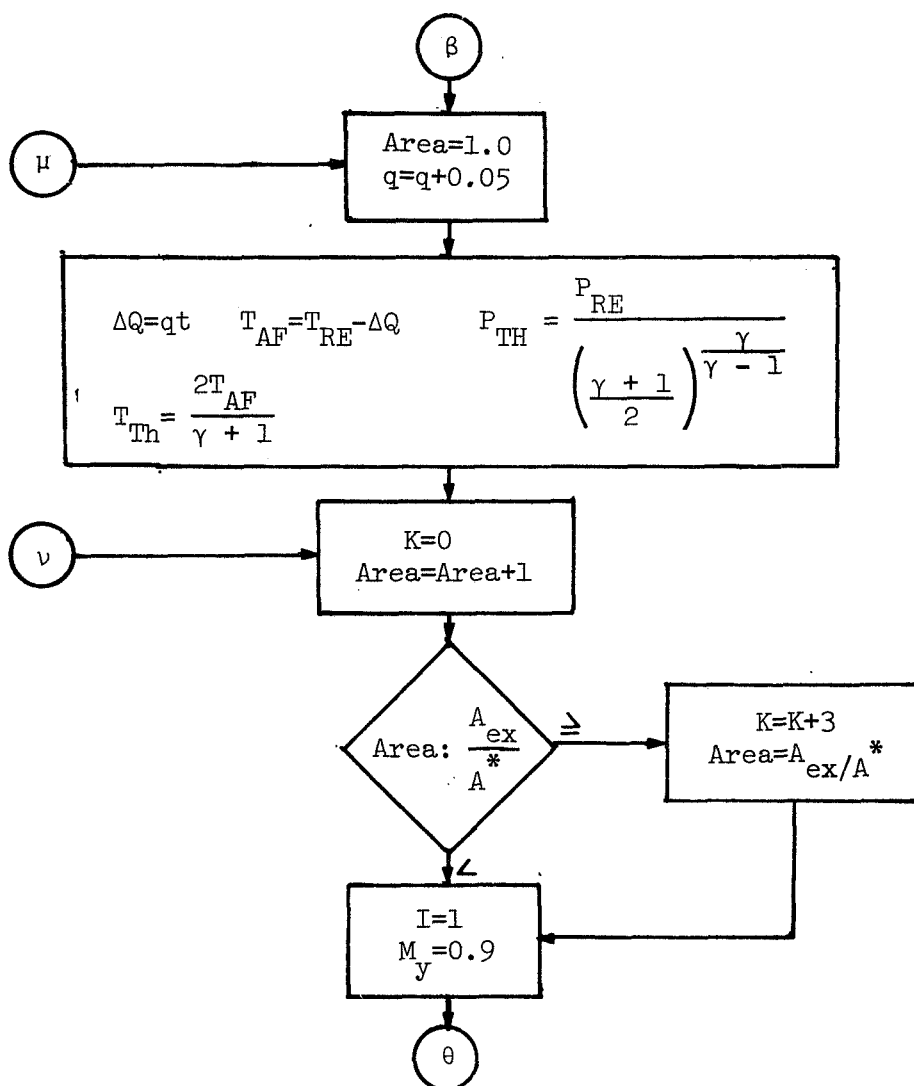 β
μ
Area=1.0
q=q+0.05
ΔQ=qt T_AF=T_RE-ΔQ P_TH = P_RE / ((γ + 1)/2)^(γ/(γ - 1))
T_Th= 2T_AF / (γ + 1)
ν
K=0
Area=Area+1
Area: A_ex / A^*
≥
K=K+3
Area=A_ex/A^*
<
I=1
M_y=0.9
θ